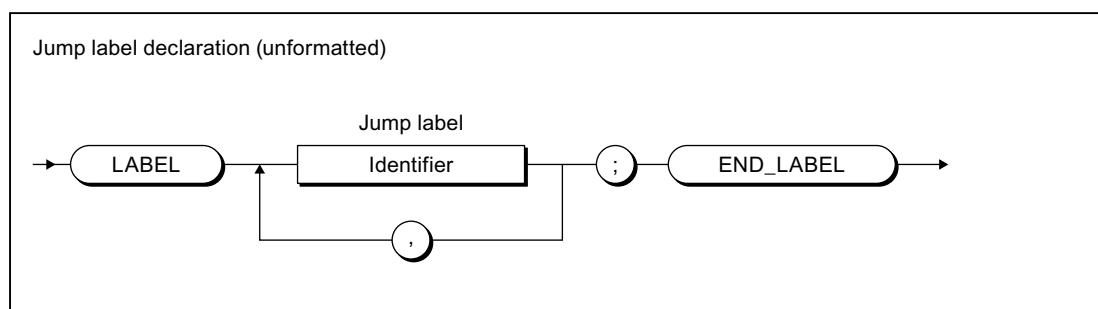 Jump label declaration (unformatted)
Jump label
LABEL
Identifier
;
END_LABEL
,